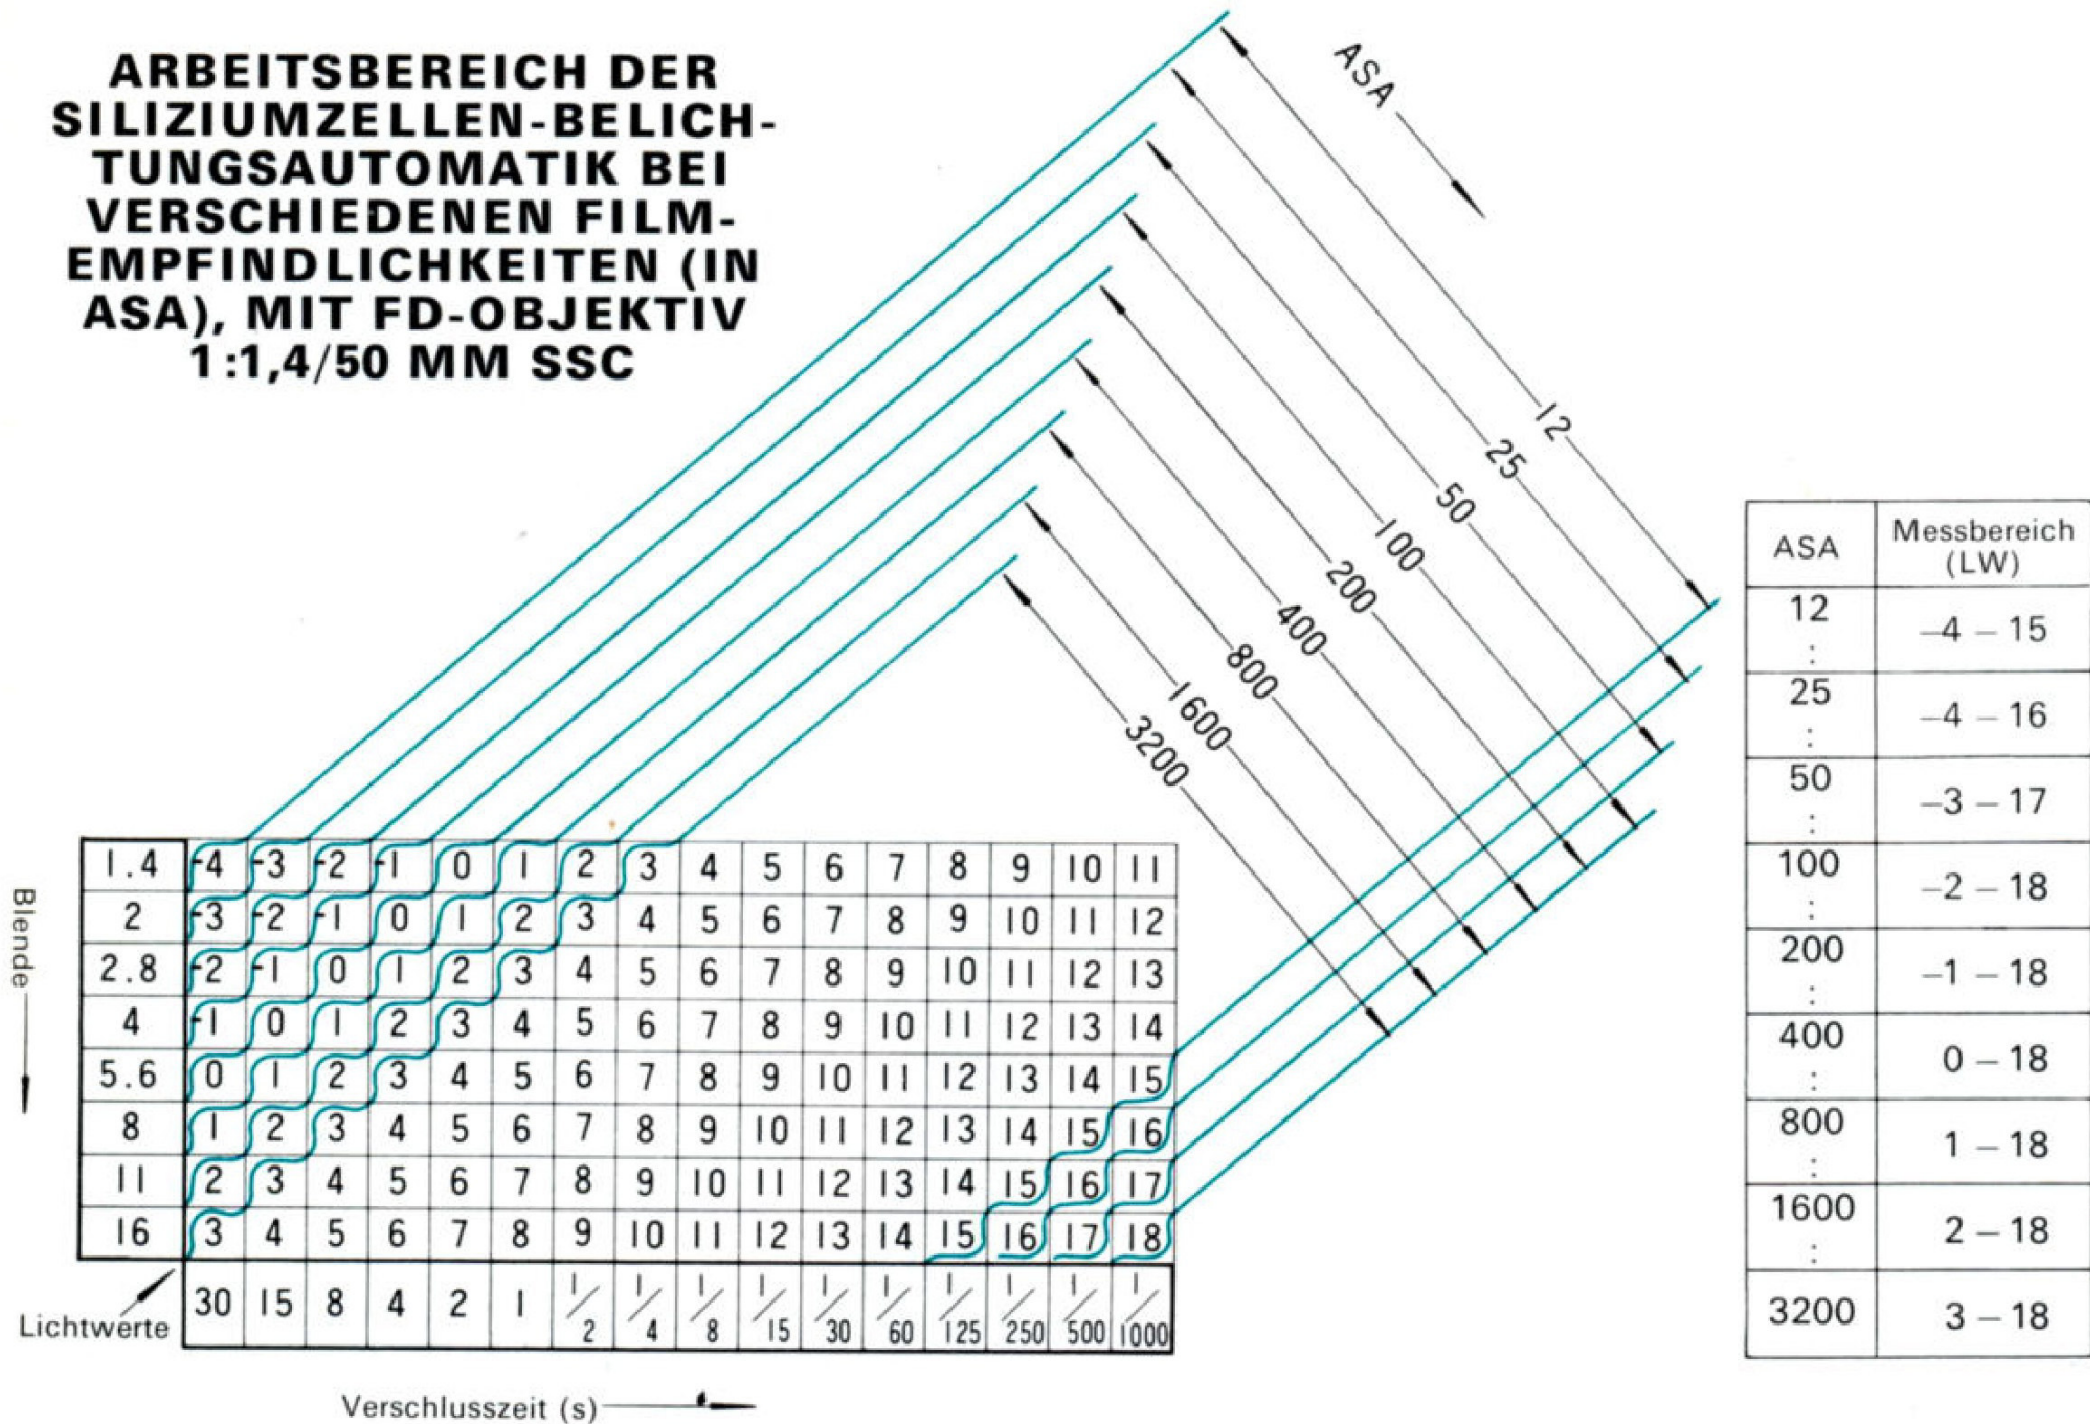 ARBEITSBEREICH DER
SILIZIUMZELLEN-BELICH-
TUNGSAUTOMATIK BEI
VERSCHIEDENEN FILM-
EMPFINDLICHKEITEN (IN
ASA), MIT FD-OBJEKTIV
1:1,4/50 MM SSC
ASA
12
25
50
100
200
400
800
1600
3200
Blende
1.4 -4 -3 -2 -1 0 1 2 3 4 5 6 7 8 9 10 11
2 -3 -2 -1 0 1 2 3 4 5 6 7 8 9 10 11 12
2.8 -2 -1 0 1 2 3 4 5 6 7 8 9 10 11 12 13
4 -1 0 1 2 3 4 5 6 7 8 9 10 11 12 13 14
5.6 0 1 2 3 4 5 6 7 8 9 10 11 12 13 14 15
8 1 2 3 4 5 6 7 8 9 10 11 12 13 14 15 16
11 2 3 4 5 6 7 8 9 10 11 12 13 14 15 16 17
16 3 4 5 6 7 8 9 10 11 12 13 14 15 16 17 18
Lichtwerte 30 15 8 4 2 1 1/2 1/4 1/8 1/15 1/30 1/60 1/125 1/250 1/500 1/1000
Verschlusszeit (s)
ASA Messbereich
(LW)
12 –4 – 15
:
25 –4 – 16
:
50 –3 – 17
:
100 –2 – 18
:
200 –1 – 18
:
400 0 – 18
:
800 1 – 18
:
1600 2 – 18
:
3200 3 – 18